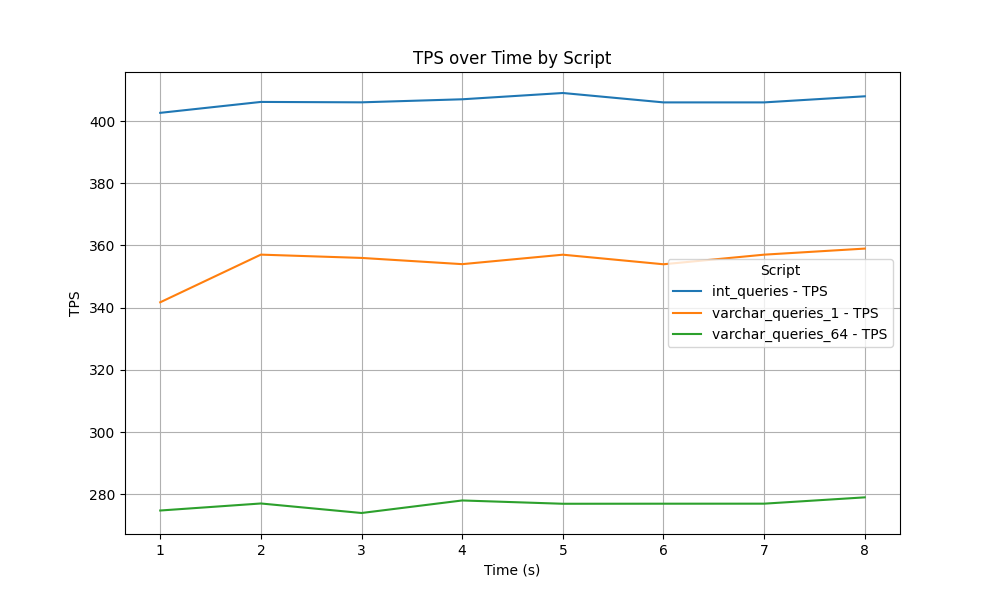 TPS over Time by Script
TPS
400
380
360
340
320
300
280
Script
int_queries - TPS
varchar_queries_1 - TPS
varchar_queries_64 - TPS
1 2 3 4 5 6 7 8
Time (s)